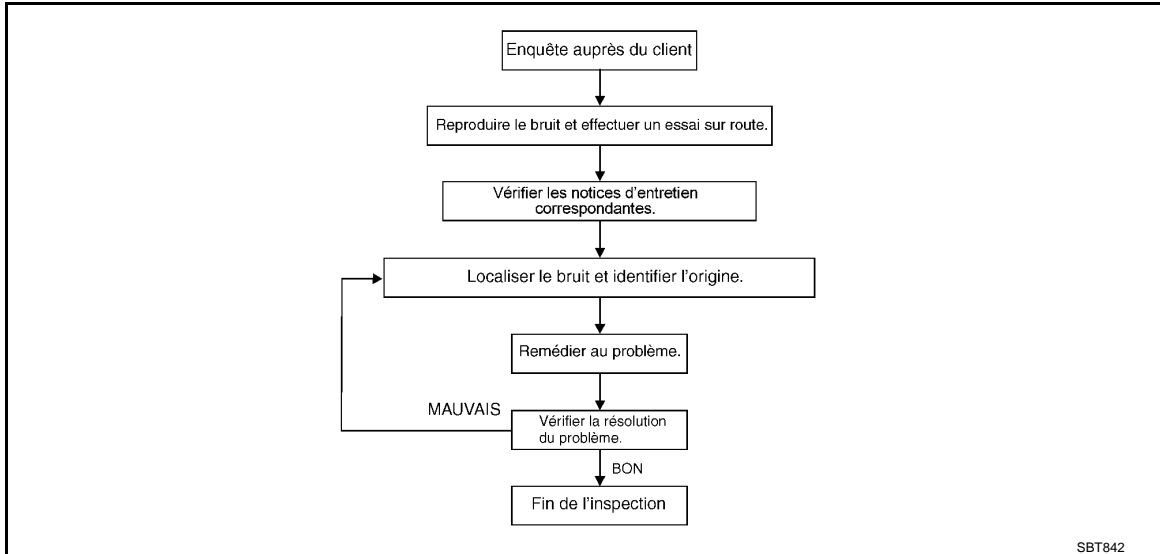 Enquête auprès du client
Reproduire le bruit et effectuer un essai sur route.
Vérifier les notices d'entretien
correspondantes.
Localiser le bruit et identifier l'origine.
Remédier au problème.
MAUVAIS
Vérifier la résolution
du problème.
BON
Fin de l'inspection
SBT842